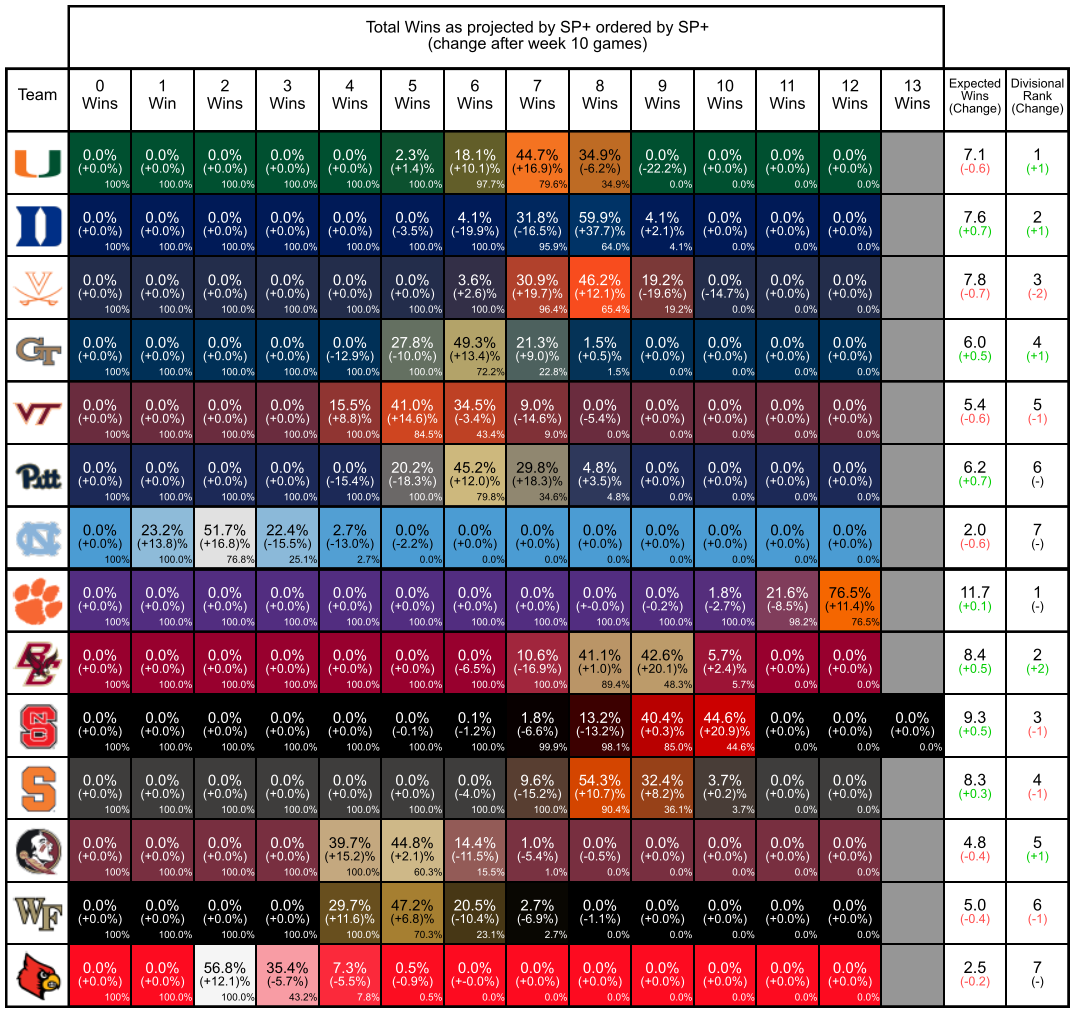 Total Wins as projected by SP+ ordered by SP+
(change after week 10 games)
Team 0 Wins 1 Win 2 Wins 3 Wins 4 Wins 5 Wins 6 Wins 7 Wins 8 Wins 9 Wins 10 Wins 11 Wins 12 Wins 13 Wins Expected Wins (Change) Divisional Rank (Change)
U
0.0% 0.0% 0.0% 0.0% 0.0% 2.3% 18.1% 44.7% 34.9% 0.0% 0.0% 0.0% 0.0% 7.1 1
(+0.0%) (+0.0%) (+0.0%) (+0.0%) (+0.0%) (+1.4%) (+10.1)% (+16.9)% (-6.2)% (-22.2%) (+0.0%) (+0.0%) (+0.0%) (-0.6) (+1)
100% 100.0% 100.0% 100.0% 100.0% 100.0% 97.7% 79.6% 34.9% 0.0% 0.0% 0.0% 0.0%
D
0.0% 0.0% 0.0% 0.0% 0.0% 0.0% 4.1% 31.8% 59.9% 4.1% 0.0% 0.0% 0.0% 7.6 2
(+0.0%) (+0.0%) (+0.0%) (+0.0%) (+0.0%) (-3.5%) (-19.9%) (-16.5)% (+37.7)% (+2.1)% (+0.0%) (+0.0%) (+0.0%) (+0.7) (+1)
100% 100.0% 100.0% 100.0% 100.0% 100.0% 100.0% 95.9% 64.0% 4.1% 0.0% 0.0% 0.0%
V
0.0% 0.0% 0.0% 0.0% 0.0% 0.0% 3.6% 30.9% 46.2% 19.2% 0.0% 0.0% 0.0% 7.8 3
(+0.0%) (+0.0%) (+0.0%) (+0.0%) (+0.0%) (+0.0%) (+2.6)% (+19.7)% (+12.1)% (-19.6)% (-14.7%) (+0.0%) (+0.0%) (-0.7) (-2)
100% 100.0% 100.0% 100.0% 100.0% 100.0% 100.0% 96.4% 65.4% 19.2% 0.0% 0.0% 0.0%
GT
0.0% 0.0% 0.0% 0.0% 0.0% 27.8% 49.3% 21.3% 1.5% 0.0% 0.0% 0.0% 0.0% 6.0 4
(+0.0%) (+0.0%) (+0.0%) (+0.0%) (-12.9%) (-10.0%) (+13.4)% (+9.0)% (+0.5)% (+0.0%) (+0.0%) (+0.0%) (+0.0%) (+0.5) (+1)
100% 100.0% 100.0% 100.0% 100.0% 100.0% 72.2% 22.8% 1.5% 0.0% 0.0% 0.0% 0.0%
VT
0.0% 0.0% 0.0% 0.0% 15.5% 41.0% 34.5% 9.0% 0.0% 0.0% 0.0% 0.0% 0.0% 5.4 5
(+0.0%) (+0.0%) (+0.0%) (+0.0%) (+8.8)% (+14.6)% (-3.4)% (-14.6)% (-5.4%) (+0.0%) (+0.0%) (+0.0%) (+0.0%) (-0.6) (-1)
100% 100.0% 100.0% 100.0% 100.0% 84.5% 43.4% 9.0% 0.0% 0.0% 0.0% 0.0% 0.0%
Pitt
0.0% 0.0% 0.0% 0.0% 0.0% 20.2% 45.2% 29.8% 4.8% 0.0% 0.0% 0.0% 0.0% 6.2 6
(+0.0%) (+0.0%) (+0.0%) (+0.0%) (-15.4%) (-18.3%) (+12.0)% (+18.3)% (+3.5)% (+0.0%) (+0.0%) (+0.0%) (+0.0%) (+0.7) (-)
100% 100.0% 100.0% 100.0% 100.0% 100.0% 79.8% 34.6% 4.8% 0.0% 0.0% 0.0% 0.0%
NC
0.0% 23.2% 51.7% 22.4% 2.7% 0.0% 0.0% 0.0% 0.0% 0.0% 0.0% 0.0% 0.0% 2.0 7
(+0.0%) (+13.8)% (+16.8)% (-15.5)% (-13.0%) (-2.2%) (+0.0%) (+0.0%) (+0.0%) (+0.0%) (+0.0%) (+0.0%) (+0.0%) (-0.6) (-)
100% 100.0% 76.8% 25.1% 2.7% 0.0% 0.0% 0.0% 0.0% 0.0% 0.0% 0.0% 0.0%
0.0% 0.0% 0.0% 0.0% 0.0% 0.0% 0.0% 0.0% 0.0% 0.0% 1.8% 21.6% 76.5% 11.7 1
(+0.0%) (+0.0%) (+0.0%) (+0.0%) (+0.0%) (+0.0%) (+0.0%) (+0.0%) (+-0.0%) (-0.2%) (-2.7%) (-8.5%) (+11.4)% (+0.1) (-)
100% 100.0% 100.0% 100.0% 100.0% 100.0% 100.0% 100.0% 100.0% 100.0% 100.0% 98.2% 76.5%
0.0% 0.0% 0.0% 0.0% 0.0% 0.0% 0.0% 10.6% 41.1% 42.6% 5.7% 0.0% 0.0% 8.4 2
(+0.0%) (+0.0%) (+0.0%) (+0.0%) (+0.0%) (+0.0%) (-6.5%) (-16.9%) (+1.0)% (+20.1)% (+2.4)% (+0.0%) (+0.0%) (+0.5) (+2)
100% 100.0% 100.0% 100.0% 100.0% 100.0% 100.0% 100.0% 89.4% 48.3% 5.7% 0.0% 0.0%
NCS
0.0% 0.0% 0.0% 0.0% 0.0% 0.0% 0.1% 1.8% 13.2% 40.4% 44.6% 0.0% 0.0% 0.0% 9.3 3
(+0.0%) (+0.0%) (+0.0%) (+0.0%) (+0.0%) (-0.1%) (-1.2%) (-6.6%) (-13.2%) (+0.3)% (+20.9)% (+0.0%) (+0.0%) (+0.0%) (+0.5) (-1)
100% 100.0% 100.0% 100.0% 100.0% 100.0% 100.0% 99.9% 98.1% 85.0% 44.6% 0.0% 0.0% 0.0%
S
0.0% 0.0% 0.0% 0.0% 0.0% 0.0% 0.0% 9.6% 54.3% 32.4% 3.7% 0.0% 0.0% 8.3 4
(+0.0%) (+0.0%) (+0.0%) (+0.0%) (+0.0%) (+0.0%) (-4.0%) (-15.2%) (+10.7)% (+8.2)% (+0.2)% (+0.0%) (+0.0%) (+0.3) (-1)
100% 100.0% 100.0% 100.0% 100.0% 100.0% 100.0% 100.0% 90.4% 36.1% 3.7% 0.0% 0.0%
0.0% 0.0% 0.0% 0.0% 39.7% 44.8% 14.4% 1.0% 0.0% 0.0% 0.0% 0.0% 0.0% 4.8 5
(+0.0%) (+0.0%) (+0.0%) (+0.0%) (+15.2)% (+2.1)% (-11.5)% (-5.4%) (-0.5%) (+0.0%) (+0.0%) (+0.0%) (+0.0%) (-0.4) (+1)
100% 100.0% 100.0% 100.0% 100.0% 60.3% 15.5% 1.0% 0.0% 0.0% 0.0% 0.0% 0.0%
WF
0.0% 0.0% 0.0% 0.0% 29.7% 47.2% 20.5% 2.7% 0.0% 0.0% 0.0% 0.0% 0.0% 5.0 6
(+0.0%) (+0.0%) (+0.0%) (+0.0%) (+11.6)% (+6.8)% (-10.4)% (-6.9%) (-1.1%) (+0.0%) (+0.0%) (+0.0%) (+0.0%) (-0.4) (-1)
100% 100.0% 100.0% 100.0% 100.0% 70.3% 23.1% 2.7% 0.0% 0.0% 0.0% 0.0% 0.0%
0.0% 0.0% 56.8% 35.4% 7.3% 0.5% 0.0% 0.0% 0.0% 0.0% 0.0% 0.0% 0.0% 2.5 7
(+0.0%) (+0.0%) (+12.1)% (-5.7)% (-5.5)% (-0.9%) (+-0.0%) (+0.0%) (+0.0%) (+0.0%) (+0.0%) (+0.0%) (+0.0%) (-0.2) (-)
100% 100.0% 100.0% 43.2% 7.8% 0.5% 0.0% 0.0% 0.0% 0.0% 0.0% 0.0% 0.0%